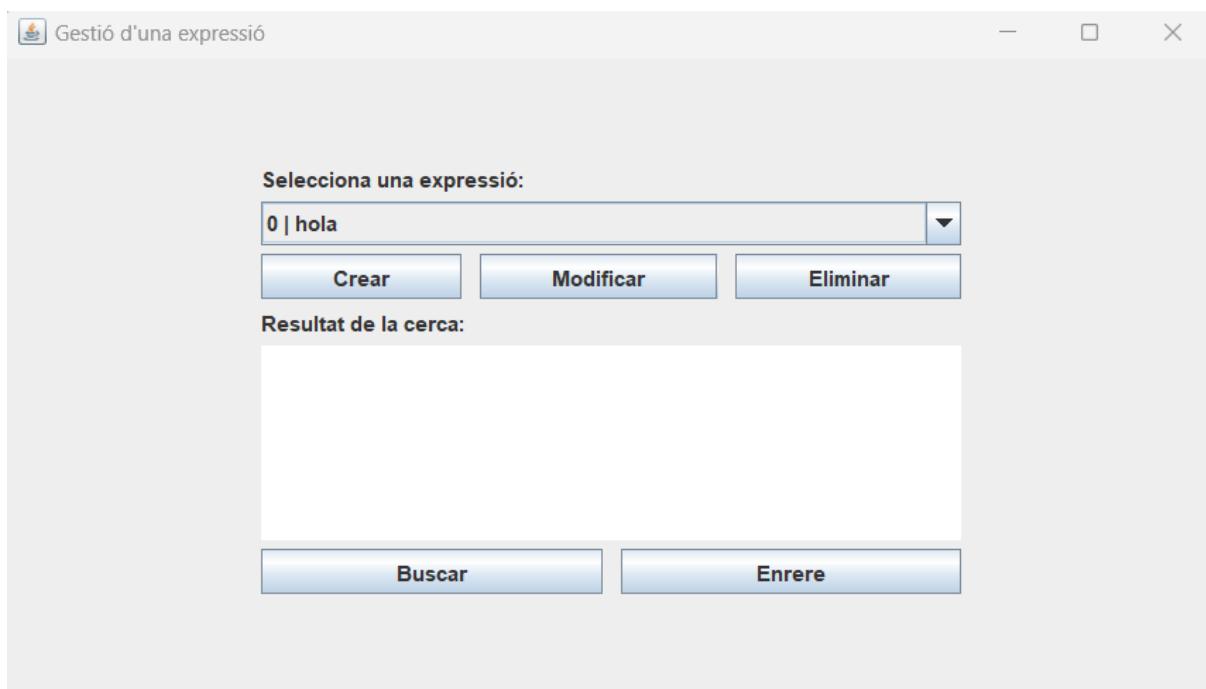 Gestió d'una expressió
Selecciona una expressió:
0 | hola
Crear Modificar Eliminar
Resultat de la cerca:
Buscar Enrere